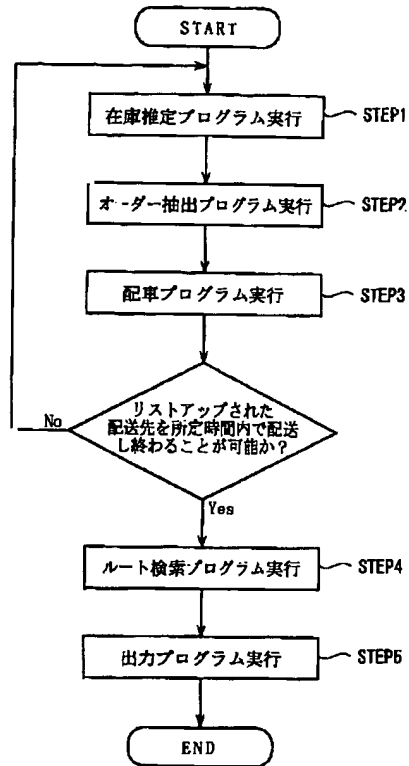 START
在庫推定プログラム実行
STEP1
オーダー抽出プログラム実行
STEP2
配車プログラム実行
STEP3
リストアップされた
配送先を所定時間内で配送
し終わることが可能か？
No
Yes
ルート検索プログラム実行
STEP4
出力プログラム実行
STEP5
END